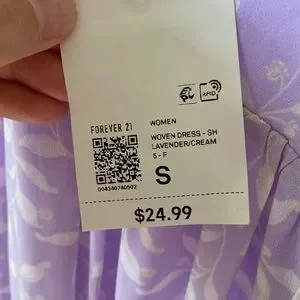 RFID
FOREVER 21
WOMEN
WOVEN DRESS - SH
LAVENDER/CREAM
S - F
S
004340740502
$24.99